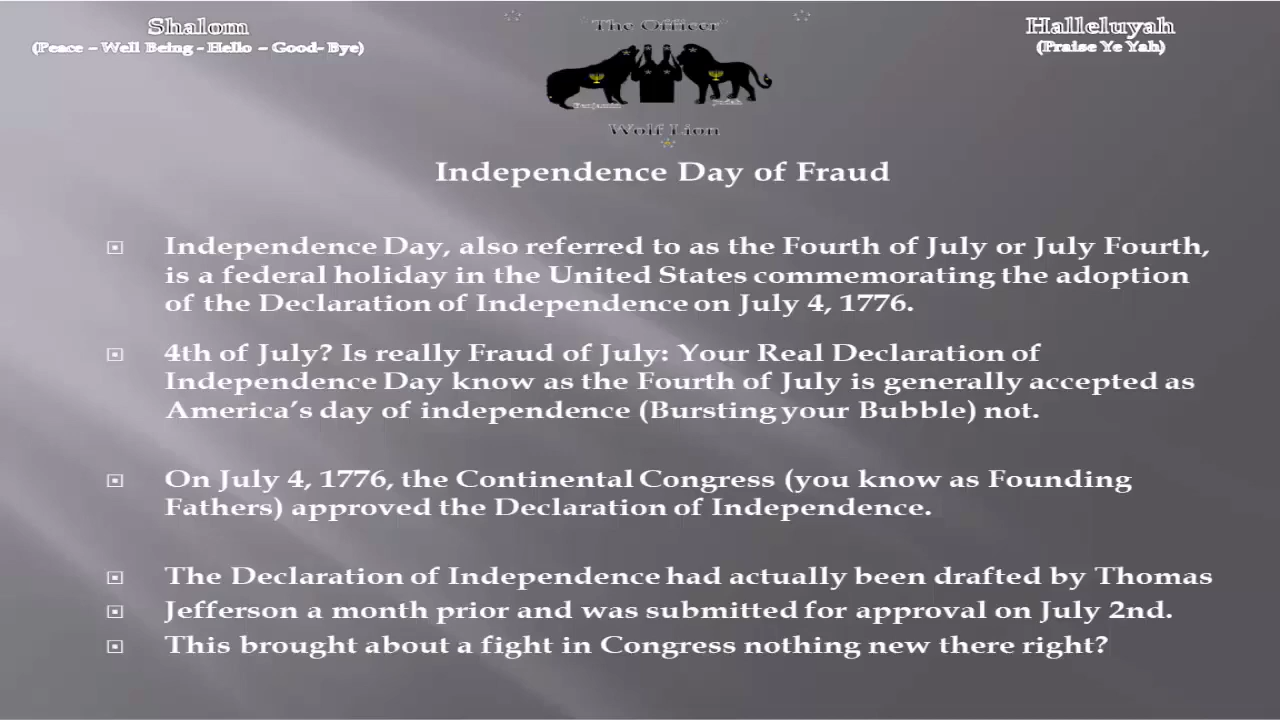 Shalom
(Peace – Well Being - Hello – Good- Bye)
The Officer
Halleluyah
(Praise Ye Yah)
Benjamin
Judah
Wolf Lion
Independence Day of Fraud
Independence Day, also referred to as the Fourth of July or July Fourth,
is a federal holiday in the United States commemorating the adoption
of the Declaration of Independence on July 4, 1776.
4th of July? Is really Fraud of July: Your Real Declaration of
Independence Day know as the Fourth of July is generally accepted as
America's day of independence (Bursting your Bubble) not.
On July 4, 1776, the Continental Congress (you know as Founding
Fathers) approved the Declaration of Independence.
The Declaration of Independence had actually been drafted by Thomas
Jefferson a month prior and was submitted for approval on July 2nd.
This brought about a fight in Congress nothing new there right?